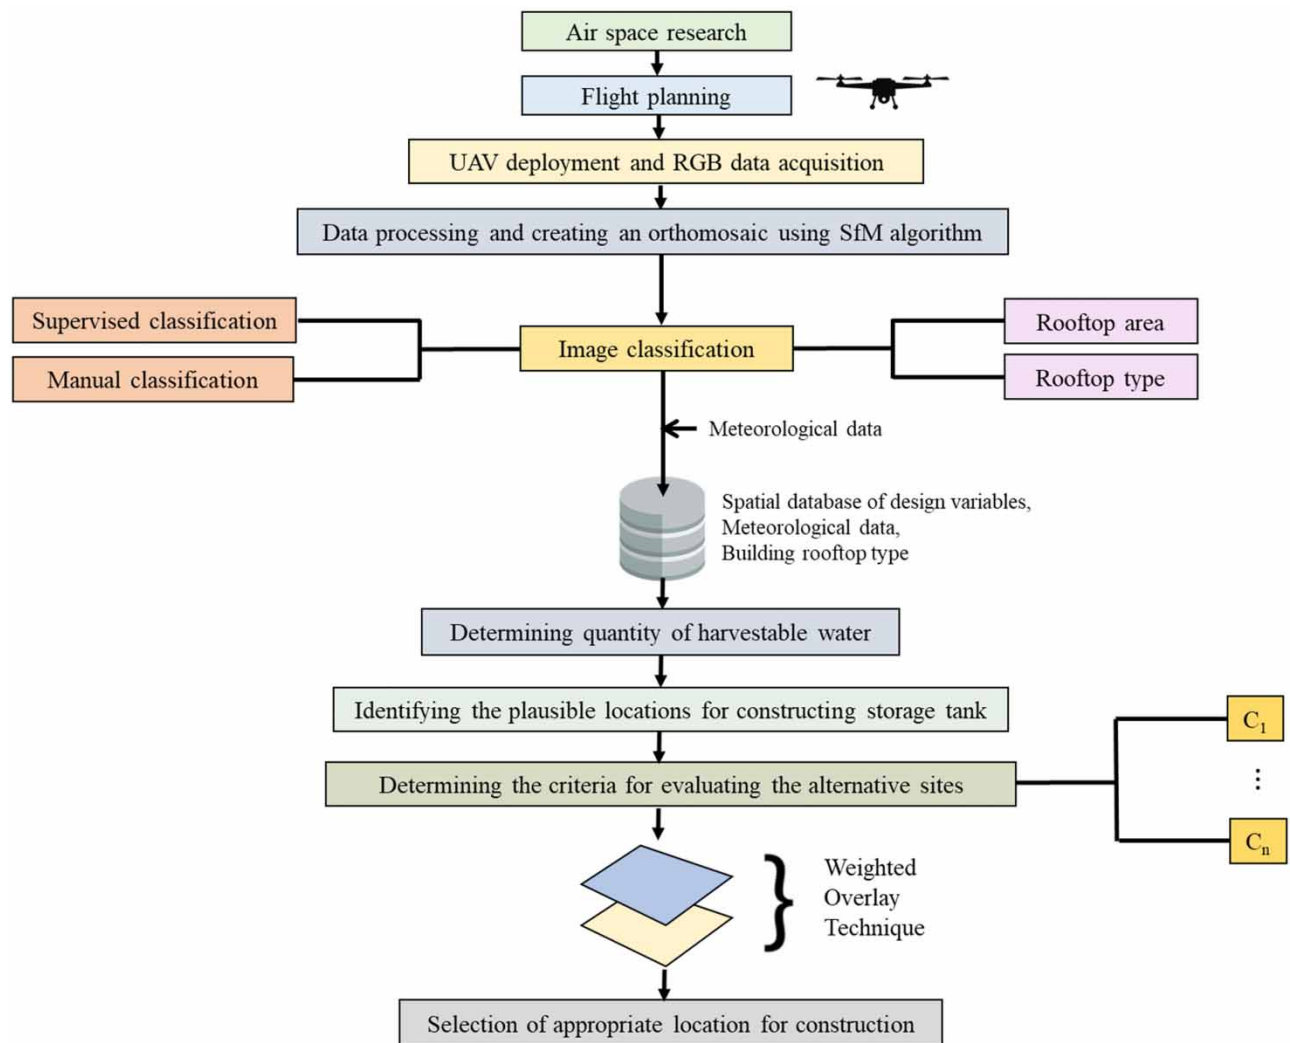 Air space research
Flight planning
UAV deployment and RGB data acquisition
Data processing and creating an orthomosaic using SfM algorithm
Supervised classification
Manual classification
Image classification
Rooftop area
Rooftop type
Meteorological data
Spatial database of design variables,
Meteorological data,
Building rooftop type
Determining quantity of harvestable water
Identifying the plausible locations for constructing storage tank
Determining the criteria for evaluating the alternative sites
C1
⋮
Cn
Weighted
Overlay
Technique
Selection of appropriate location for construction